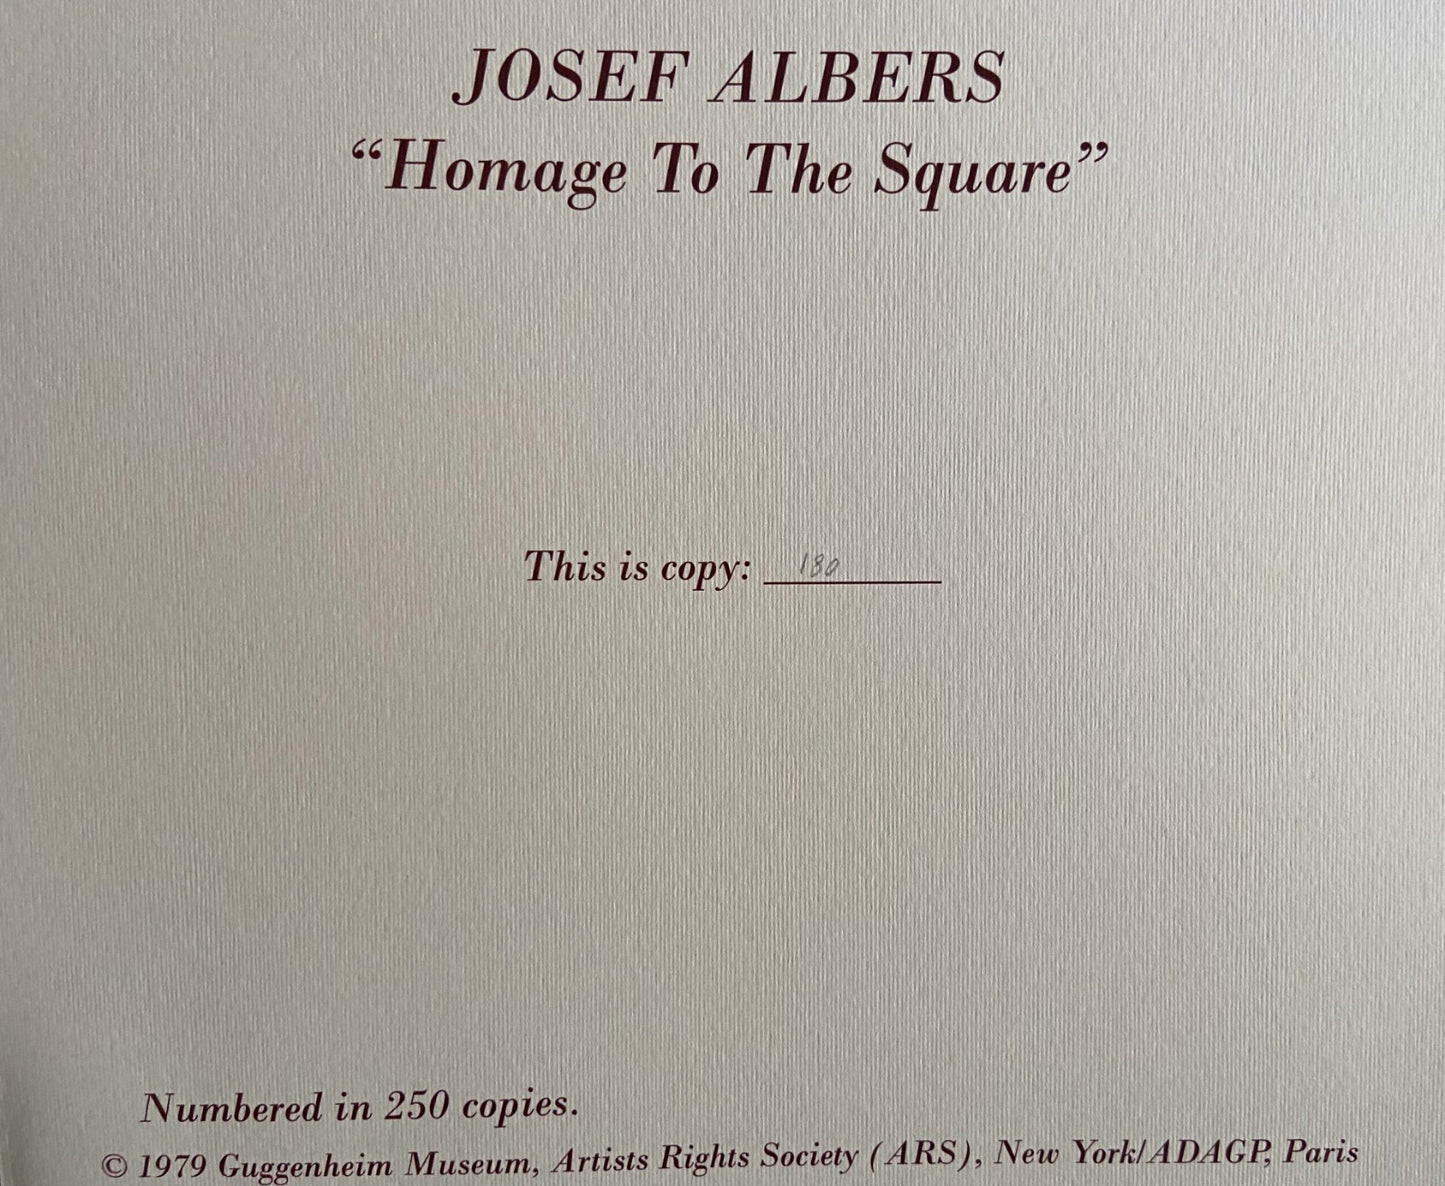 JOSEF ALBERS
“Homage To The Square”
This is copy: 180
Numbered in 250 copies.
© 1979 Guggenheim Museum, Artists Rights Society (ARS), New York/ADAGP, Paris